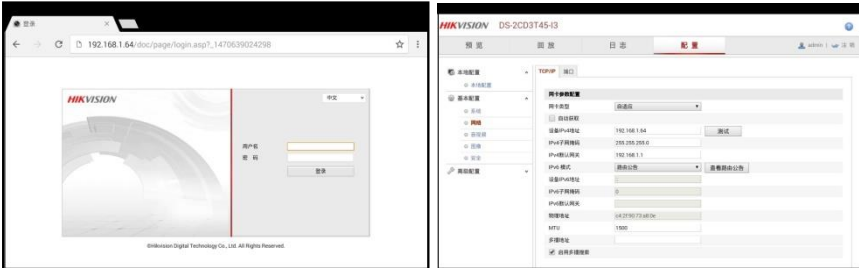 登录
192.168.1.64/doc/page/login.asp?_1470639024298
HIKVISION
中文
用户名
密 码
登录
©Hikvision Digital Technology Co., Ltd. All Rights Reserved.
HIKVISION DS-2CD3T45-I3
预 览 回 放 日 志 配 置 admin
本地配置
本地配置
基本配置
系统
网络
音视频
图像
安全
高级配置
TCP/IP 端口
网卡参数配置
网卡类型 自适应
自动获取
设备IPv4地址 192.168.1.64 测试
IPv4子网掩码 255.255.255.0
IPv4默认网关 192.168.1.1
IPv6 模式 路由公告 查看路由公告
设备IPv6地址 ::
IPv6子网掩码 0
IPv6默认网关
物理地址 c4:2f:90:73:a8:0e
MTU 1500
多播地址
启用多播搜索